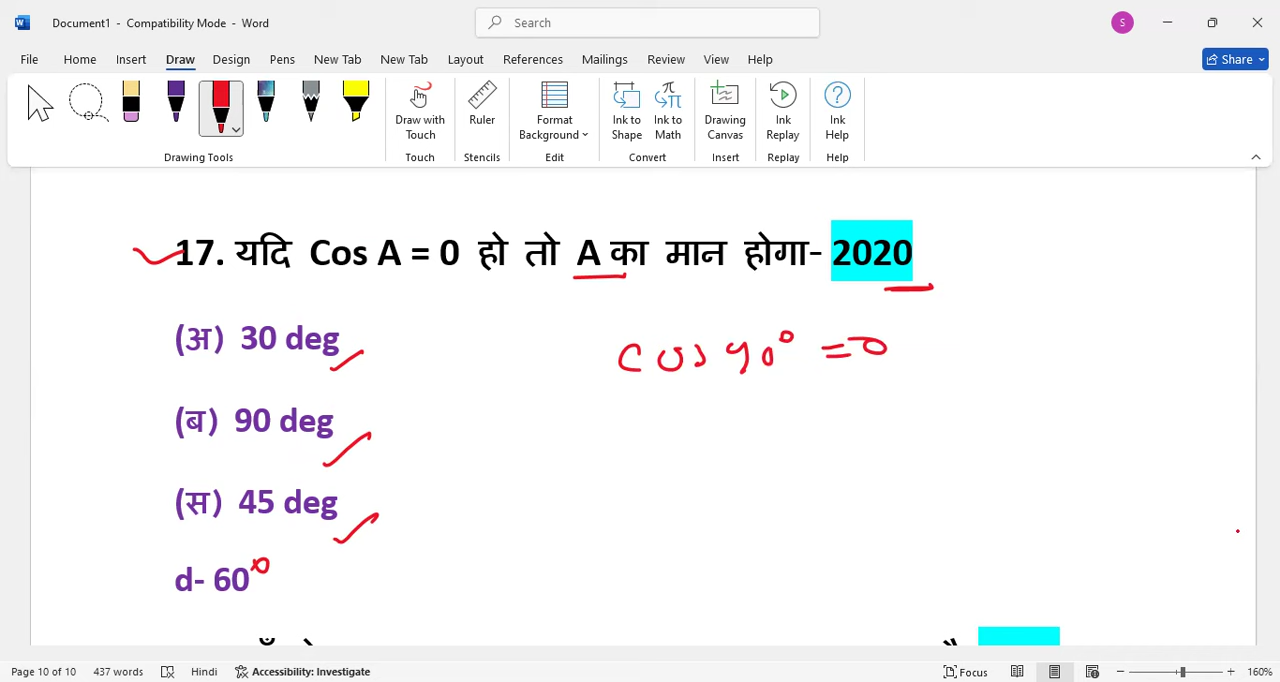 Document1 - Compatibility Mode - Word
Search
S
File Home Insert Draw Design Pens New Tab New Tab Layout References Mailings Review View Help
Share
Draw with Touch
Ruler
Format Background
Ink to Shape
Ink to Math
Drawing Canvas
Ink Replay
Ink Help
Drawing Tools Touch Stencils Edit Convert Insert Replay Help
17. यदि Cos A = 0 हो तो A का मान होगा- 2020
(अ) 30 deg
cos 90° = 0
(ब) 90 deg
(स) 45 deg
d- 60°
Page 10 of 10 437 words Hindi Accessibility: Investigate Focus 160%